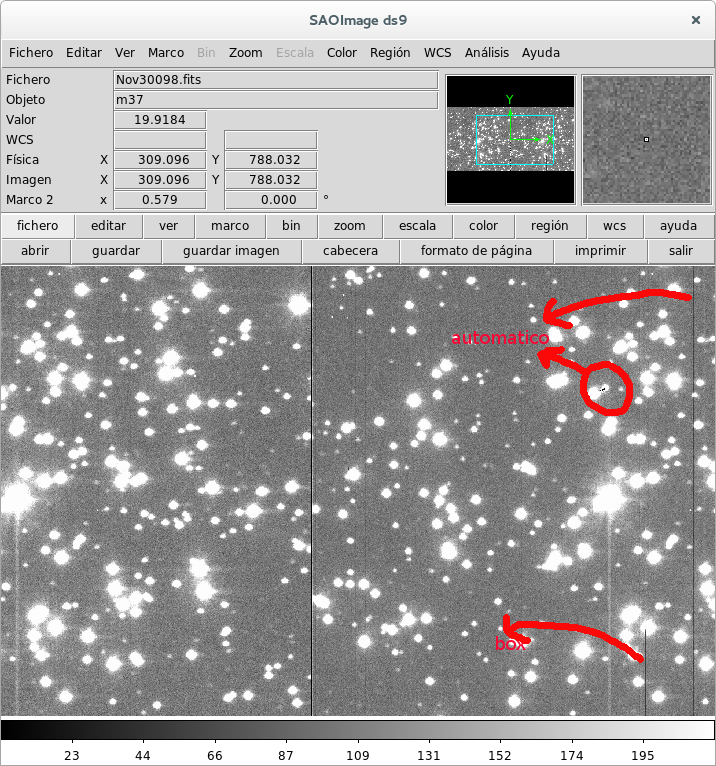 SAOImage ds9
Fichero Editar Ver Marco Bin Zoom Escala Color Región WCS Análisis Ayuda
Fichero Nov30098.fits
Objeto m37
Valor 19.9184
WCS
Física X 309.096 Y 788.032
Imagen X 309.096 Y 788.032
Marco 2 x 0.579 0.000 °
Y
X
fichero editar ver marco bin zoom escala color región wcs ayuda
abrir guardar guardar imagen cabecera formato de página imprimir salir
automatico
box
23 44 66 87 109 131 152 174 195